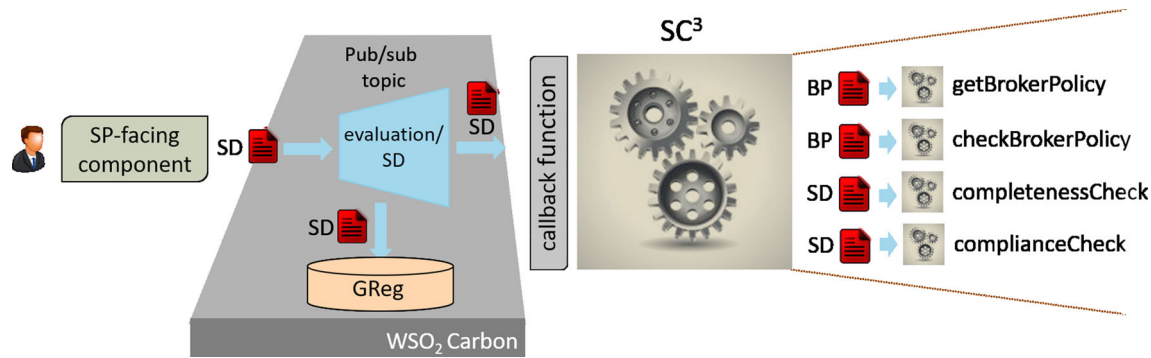 SC³
Pub/sub
topic
SP-facing
component
SD
evaluation/
SD
SD
SD
GReg
WSO₂ Carbon
callback function
BP
getBrokerPolicy
BP
checkBrokerPolicy
SD
completenessCheck
SD
complianceCheck